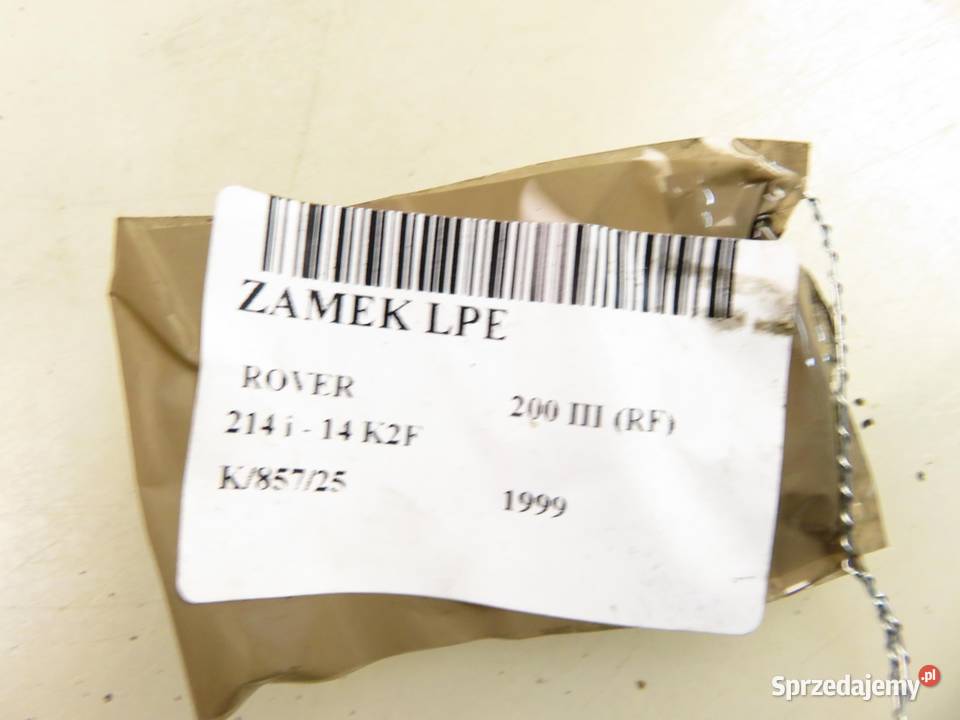 ZAMEK LPE
ROVER 200 III (RF)
214 i - 14 K2F
K/857/25 1999
Sprzedajemy.pl